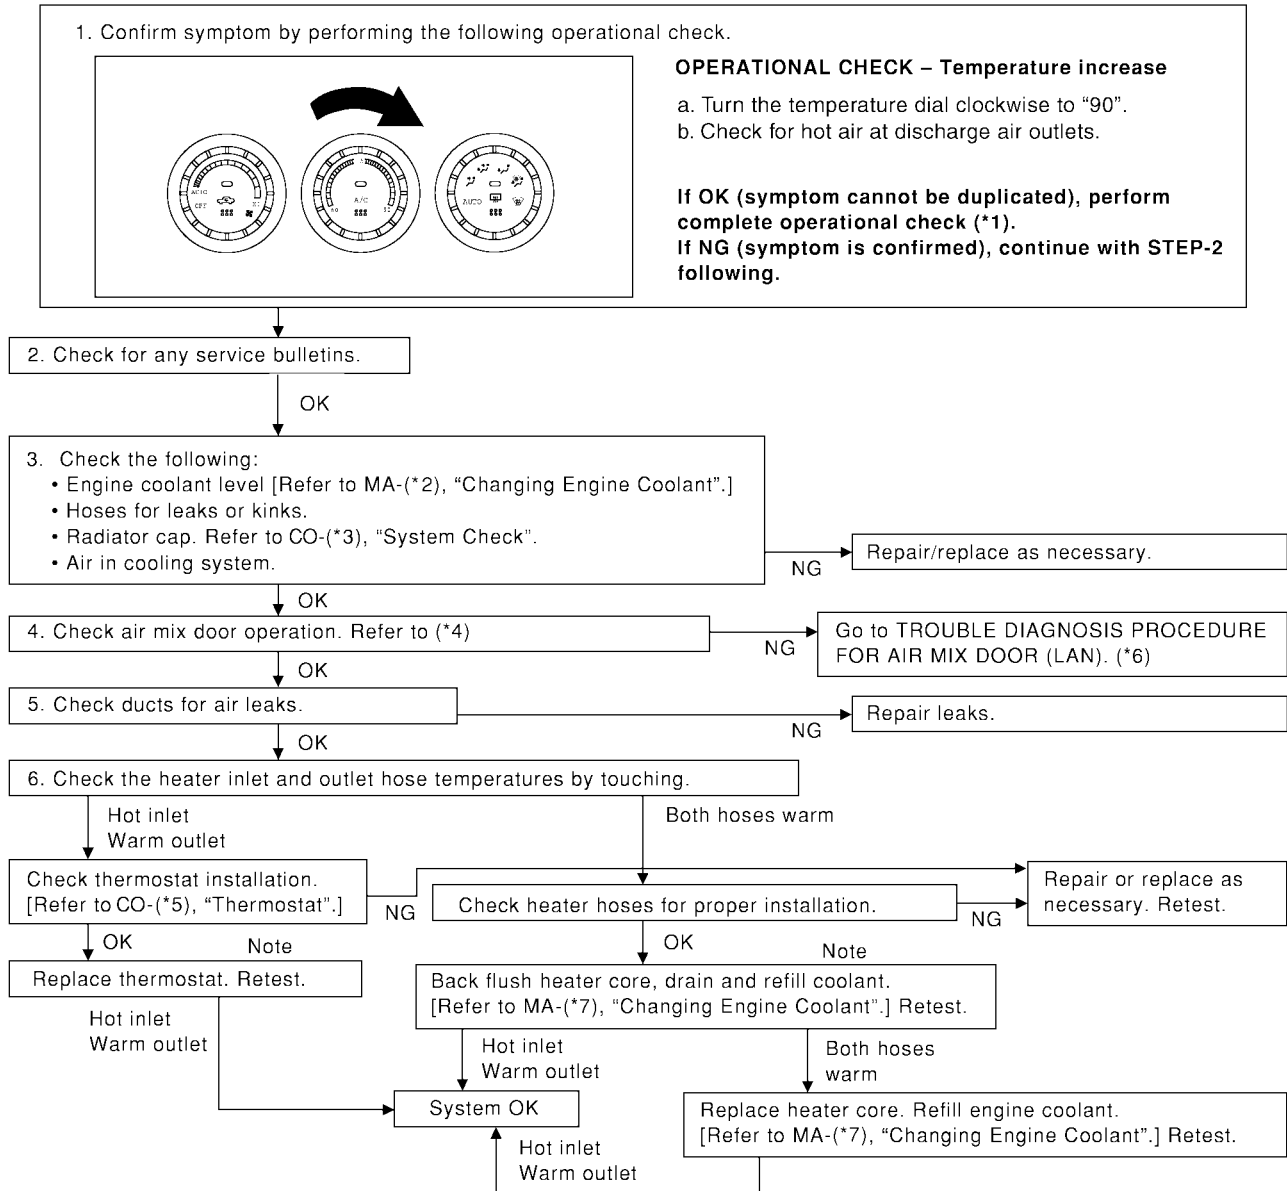 1. Confirm symptom by performing the following operational check.
OPERATIONAL CHECK – Temperature increase
a. Turn the temperature dial clockwise to “90”.
b. Check for hot air at discharge air outlets.
If OK (symptom cannot be duplicated), perform
complete operational check (*1).
If NG (symptom is confirmed), continue with STEP-2
following.
OFF
A/C
60
AUTO
2. Check for any service bulletins.
OK
3. Check the following:
• Engine coolant level [Refer to MA-(*2), “Changing Engine Coolant”.]
• Hoses for leaks or kinks.
• Radiator cap. Refer to CO-(*3), “System Check”.
• Air in cooling system.
NG
Repair/replace as necessary.
OK
4. Check air mix door operation. Refer to (*4)
NG
Go to TROUBLE DIAGNOSIS PROCEDURE
FOR AIR MIX DOOR (LAN). (*6)
OK
5. Check ducts for air leaks.
NG
Repair leaks.
OK
6. Check the heater inlet and outlet hose temperatures by touching.
Hot inlet
Warm outlet
Both hoses warm
Check thermostat installation.
[Refer to CO-(*5), “Thermostat”.]
NG
Check heater hoses for proper installation.
NG
Repair or replace as
necessary. Retest.
OK
Note
Replace thermostat. Retest.
OK
Note
Back flush heater core, drain and refill coolant.
[Refer to MA-(*7), “Changing Engine Coolant”.] Retest.
Hot inlet
Warm outlet
Hot inlet
Warm outlet
Both hoses
warm
System OK
Replace heater core. Refill engine coolant.
[Refer to MA-(*7), “Changing Engine Coolant”.] Retest.
Hot inlet
Warm outlet